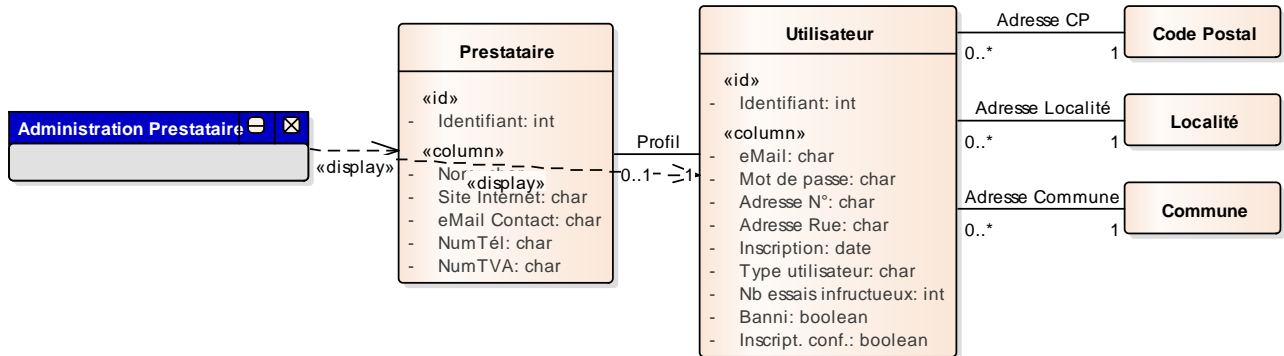 Administration Prestataire
«display»
«display»
Prestataire
«id»
- Identifiant: int
«column»
char
- Site Internet: char
- eMail Contact: char
- NumTél: char
- NumTVA: char
Profil
0..1
1
Utilisateur
«id»
- Identifiant: int
«column»
- eMail: char
- Mot de passe: char
- Adresse N°: char
- Adresse Rue: char
- Inscription: date
- Type utilisateur: char
- Nb essais infructueux: int
- Banni: boolean
- Inscript. conf.: boolean
Adresse CP
0..*
1
Code Postal
Adresse Localité
0..*
1
Localité
Adresse Commune
0..*
1
Commune